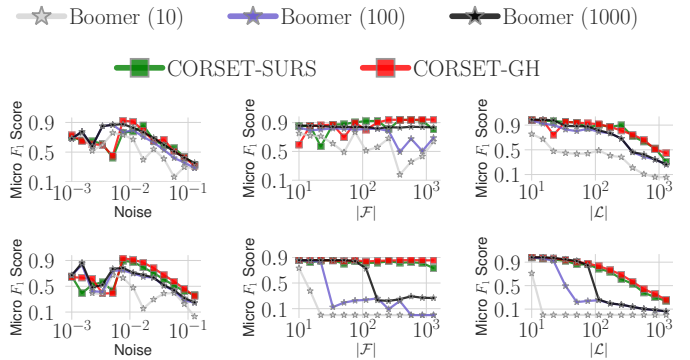 Boomer (10) Boomer (100) Boomer (1000)
CORSET-SURS CORSET-GH
Micro F₁ Score 0.9 0.5 0.1 10⁻³ 10⁻² 10⁻¹ Noise
Micro F₁ Score 0.9 0.5 0.1 10¹ 10² 10³ |ℱ|
Micro F₁ Score 0.9 0.5 0.1 10¹ 10² 10³ |ℒ|
Micro F₁ Score 0.9 0.5 0.1 10⁻³ 10⁻² 10⁻¹ Noise
Micro F₁ Score 0.9 0.5 0.1 10¹ 10² 10³ |ℱ|
Micro F₁ Score 0.9 0.5 0.1 10¹ 10² 10³ |ℒ|